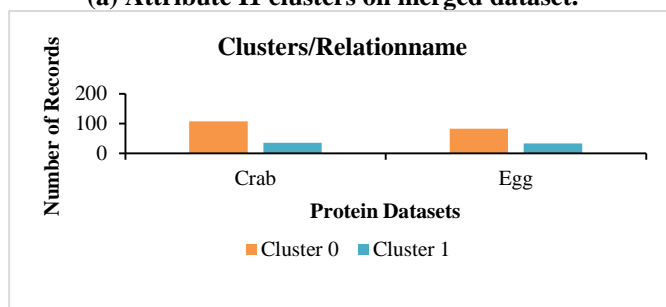 (a) Attribute H clusters on merged dataset.
Clusters/Relationname
Number of Records
200
100
0
Crab
Egg
Protein Datasets
Cluster 0
Cluster 1